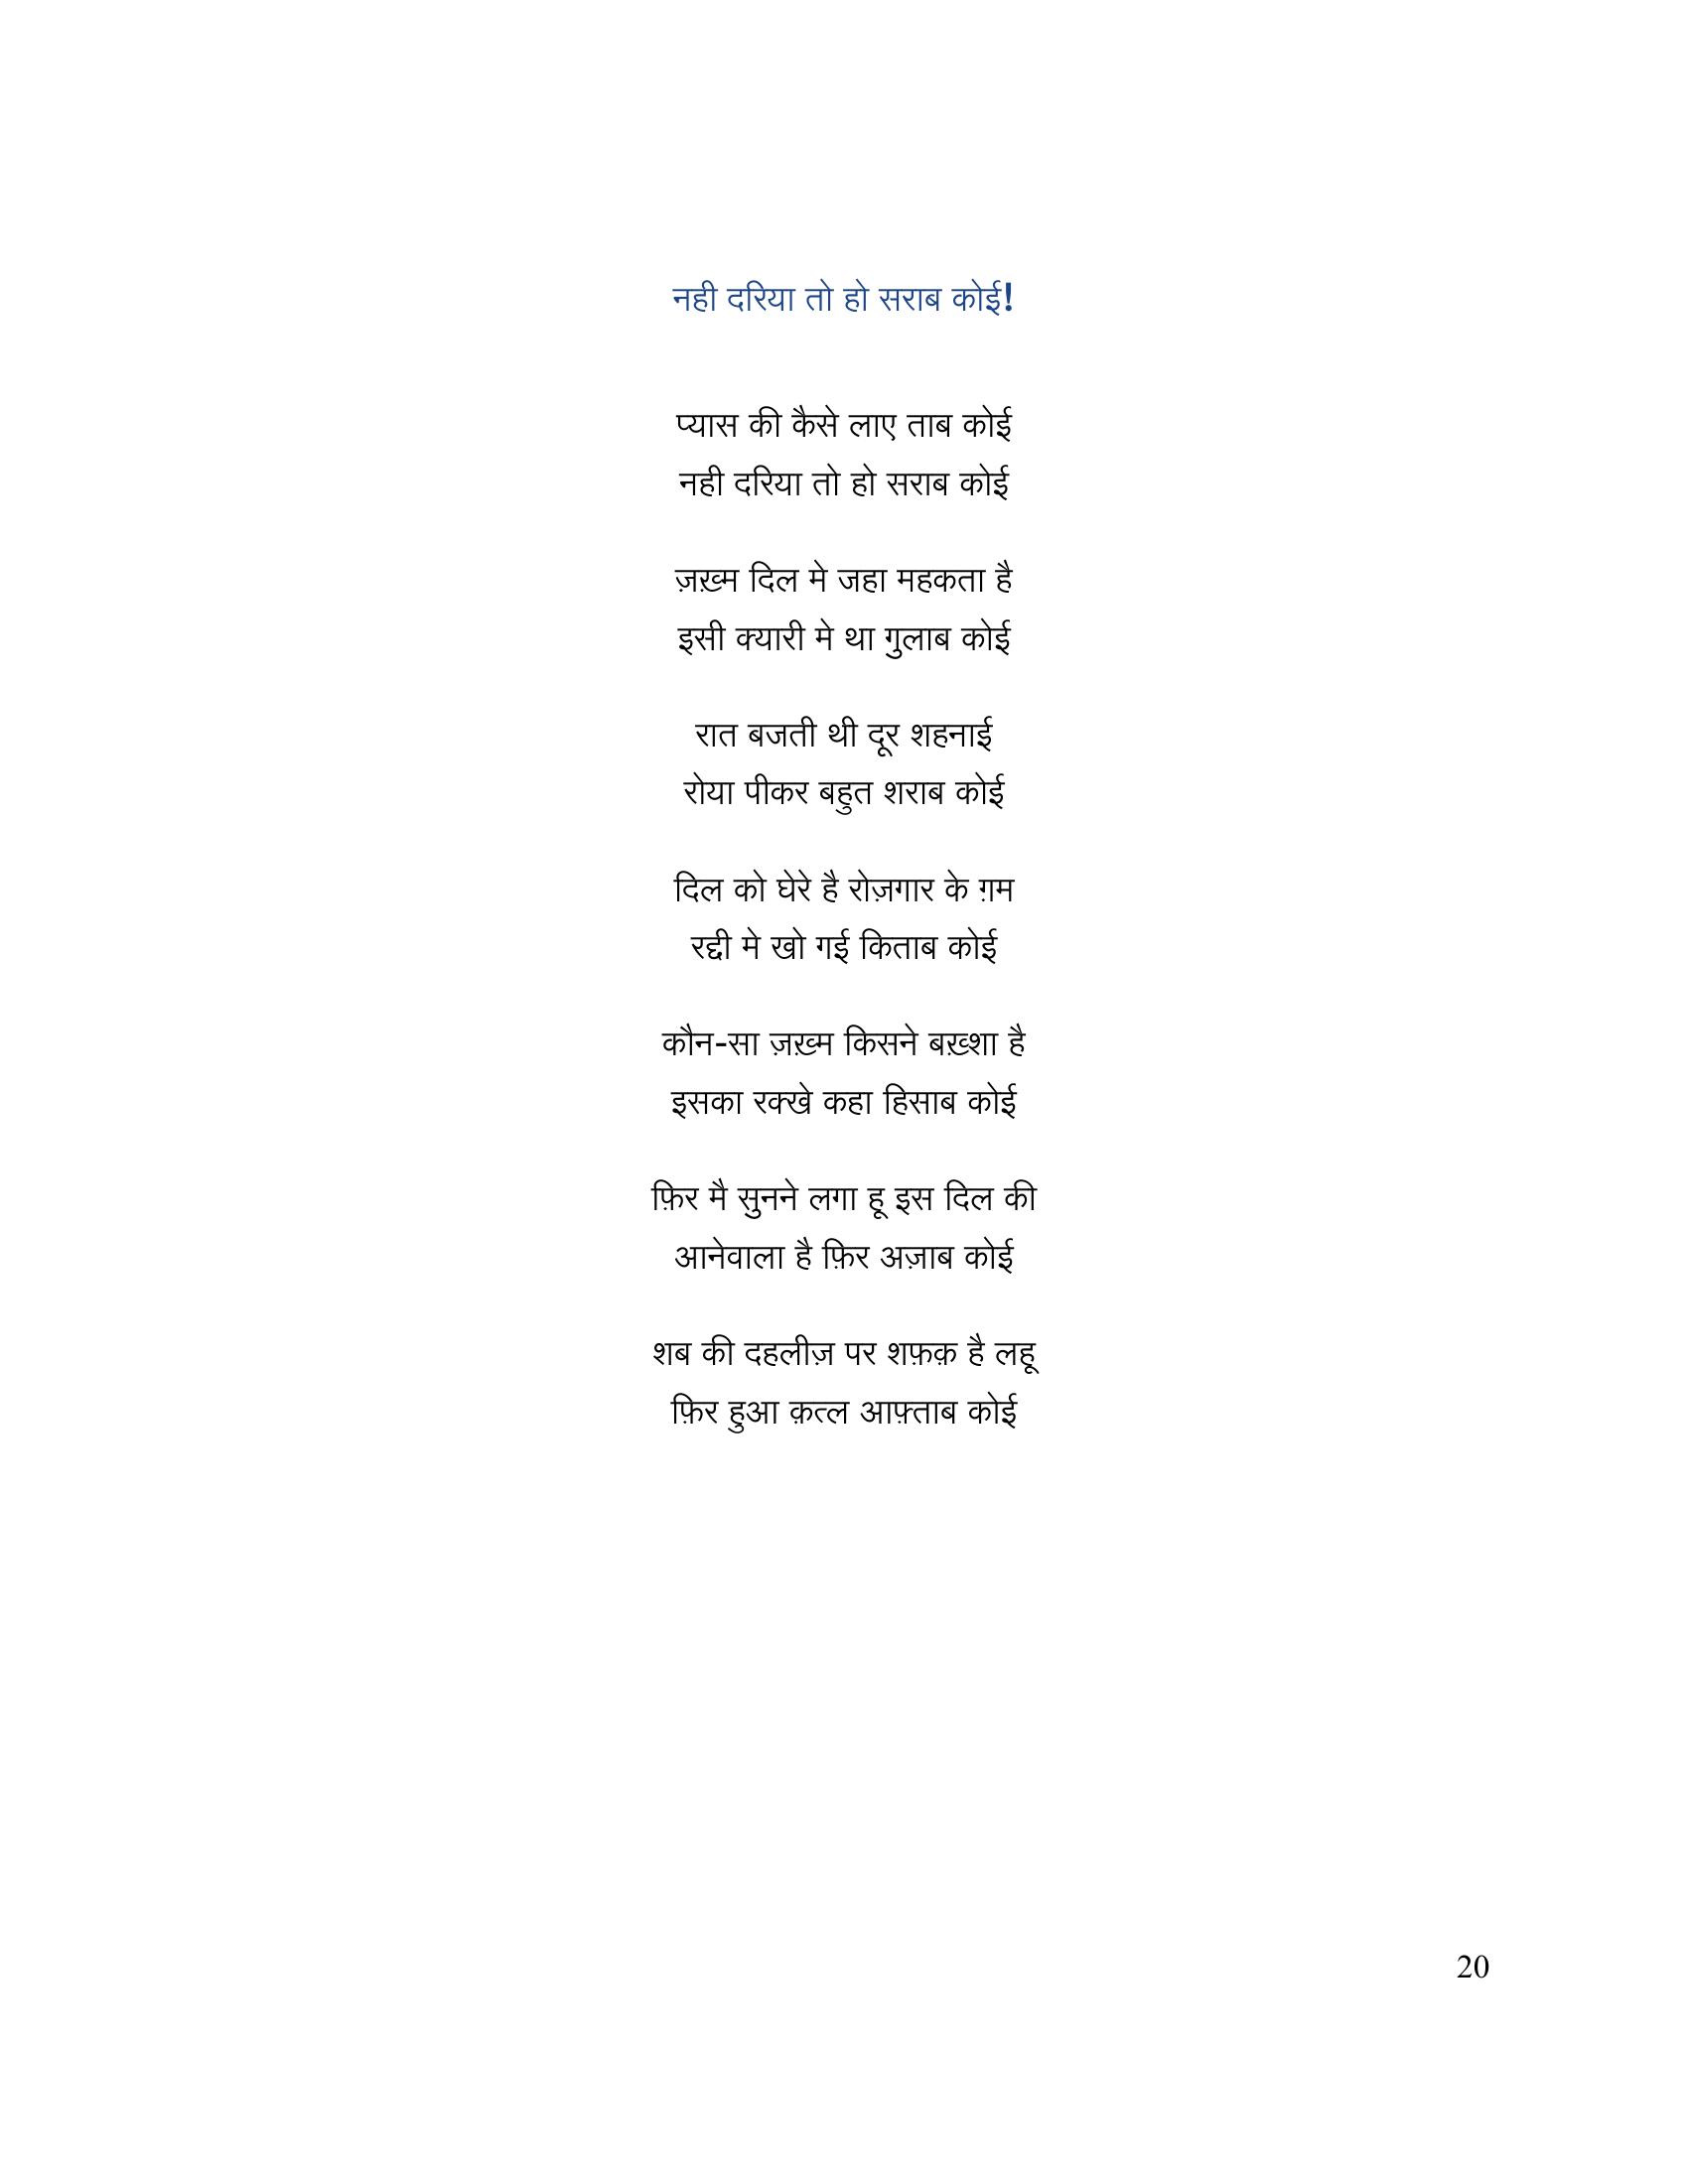 नही दरिया तो हो सराब कोई!
प्यास की कैसे लाए ताब कोई
नही दरिया तो हो सराब कोई
ज़ख़्म दिल मे जहा महकता है
इसी क्यारी मे था गुलाब कोई
रात बजती थी दूर शहनाई
रोया पीकर बहुत शराब कोई
दिल को घेरे है रोज़गार के ग़म
रद्दी मे खो गई किताब कोई
कौन-सा ज़ख़्म किसने बख़्शा है
इसका रक्खे कहा हिसाब कोई
फ़िर मै सुनने लगा हू इस दिल की
आनेवाला है फ़िर अज़ाब कोई
शब की दहलीज़ पर शफ़क़ है लहू
फ़िर हुआ क़त्ल आफ़्ताब कोई
20